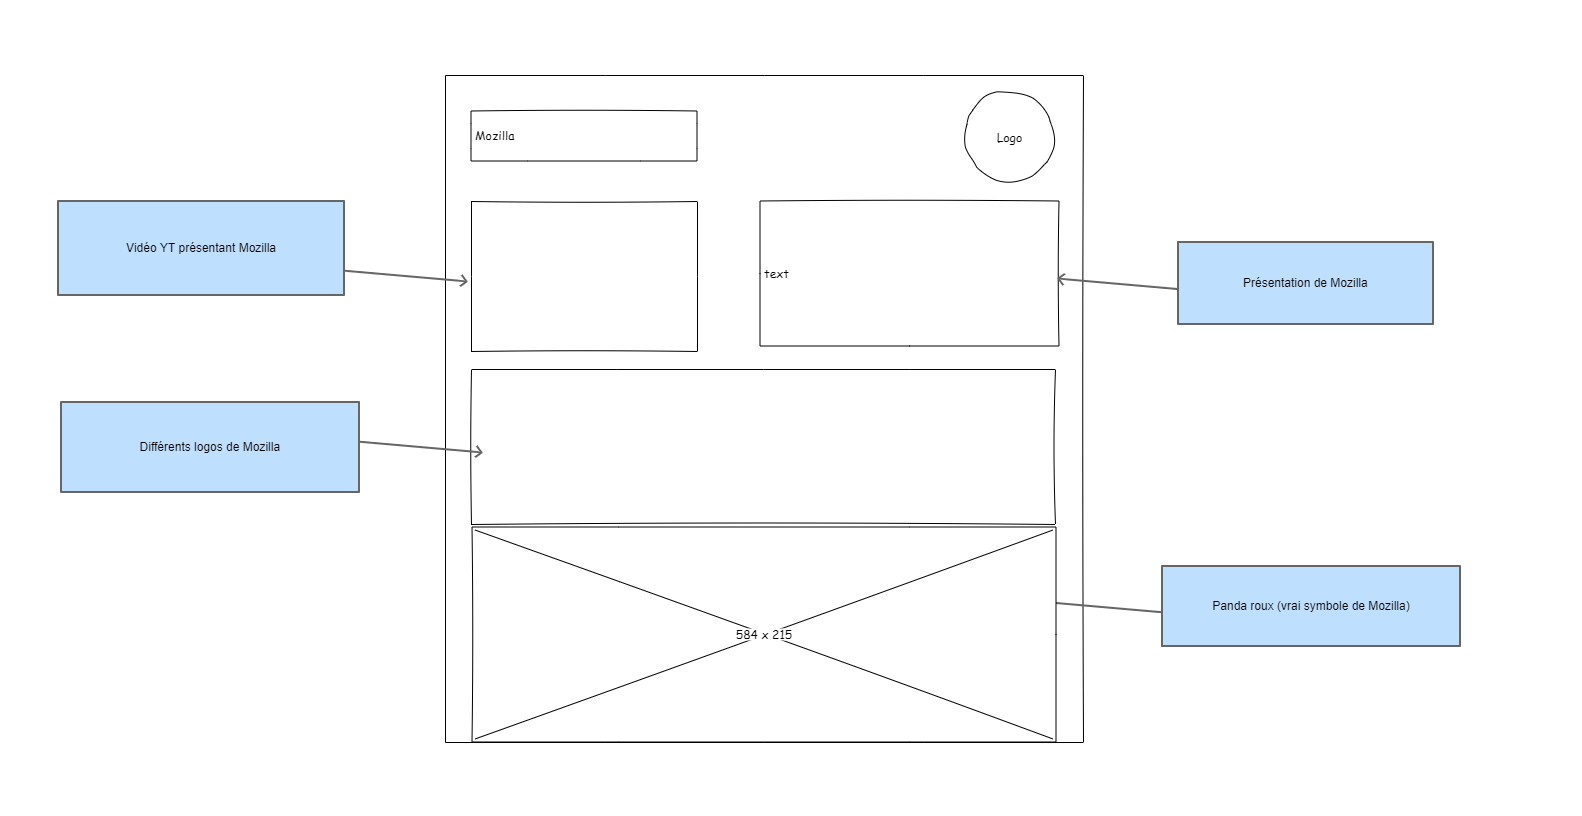 Mozilla
Logo
Vidéo YT présentant Mozilla
text
Présentation de Mozilla
Différents logos de Mozilla
Panda roux (vrai symbole de Mozilla)
584 x 215